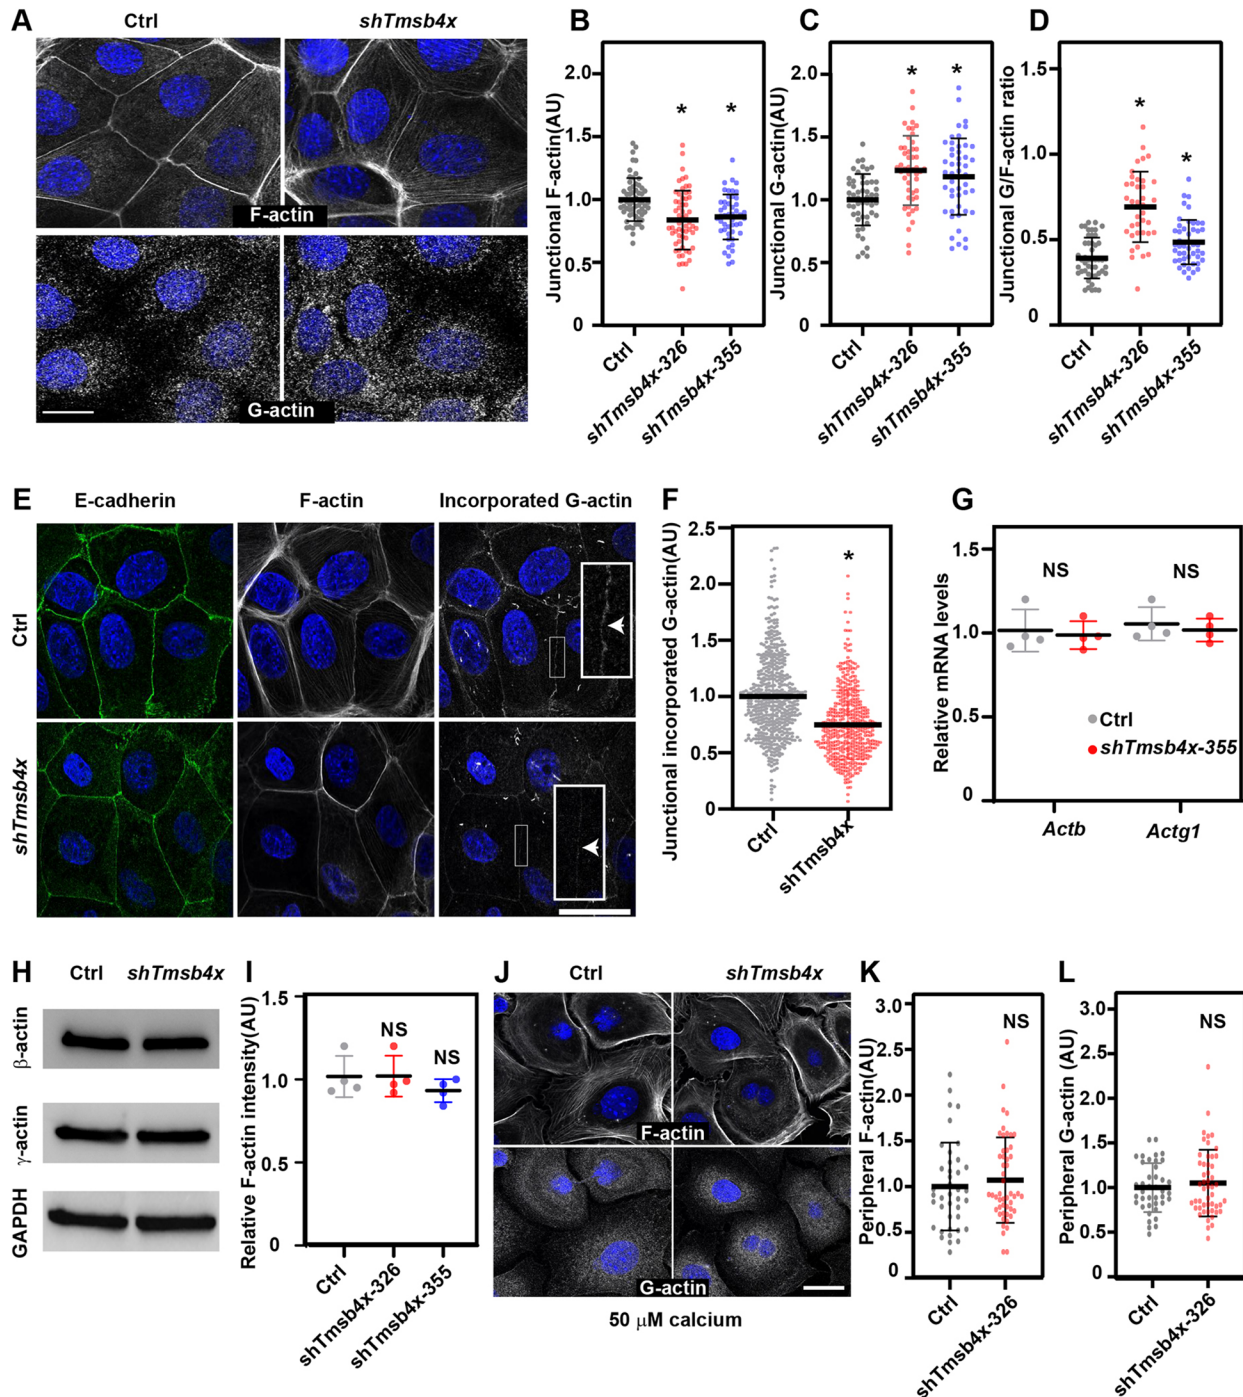 A
Ctrl
shTmsb4x
F-actin
G-actin
B
Junctional F-actin(AU)
2.0
1.5
1.0
0.5
0
* *
Ctrl
shTmsb4x-326
shTmsb4x-355
C
Junctional G-actin(AU)
2.0
1.5
1.0
0.5
0
* *
Ctrl
shTmsb4x-326
shTmsb4x-355
D
Junctional G/F-actin ratio
1.5
1.0
0.5
0
*
*
Ctrl
shTmsb4x-326
shTmsb4x-355
E
E-cadherin
F-actin
Incorporated G-actin
Ctrl
shTmsb4x
F
Junctional incorporated G-actin(AU)
2.5
2.0
1.5
1.0
0.5
0
*
Ctrl
shTmsb4x
G
Relative mRNA levels
1.5
1.0
0.5
0
NS
NS
Ctrl
shTmsb4x-355
Actb
Actg1
H
Ctrl
shTmsb4x
β-actin
γ-actin
GAPDH
I
Relative F-actin intensity(AU)
1.5
1.0
0.5
0
NS
NS
Ctrl
shTmsb4x-326
shTmsb4x-355
J
Ctrl
shTmsb4x
F-actin
G-actin
50 μM calcium
K
Peripheral F-actin(AU)
3.0
2.5
2.0
1.5
1.0
0.5
0
NS
Ctrl
shTmsb4x-326
L
Peripheral G-actin (AU)
3.0
2.5
2.0
1.5
1.0
0.5
0
NS
Ctrl
shTmsb4x-326